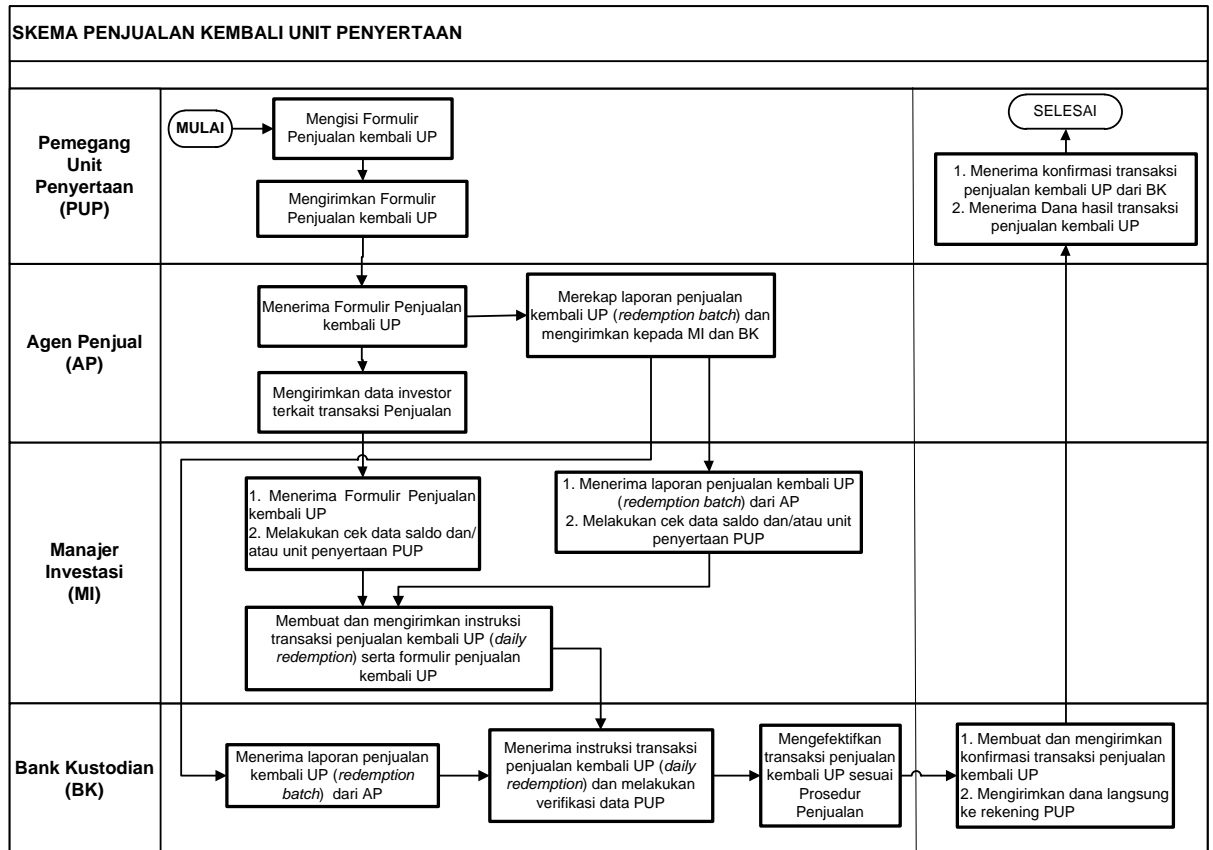 SKEMA PENJUALAN KEMBALI UNIT PENYERTAAN
Pemegang
Unit
Penyertaan
(PUP)
MULAI
Mengisi Formulir
Penjualan kembali UP
Mengirimkan Formulir
Penjualan kembali UP
SELESAI
1. Menerima konfirmasi transaksi
penjualan kembali UP dari BK
2. Menerima Dana hasil transaksi
penjualan kembali UP
Agen Penjual
(AP)
Menerima Formulir Penjualan
kembali UP
Merekap laporan penjualan
kembali UP (redemption batch) dan
mengirimkan kepada MI dan BK
Mengirimkan data investor
terkait transaksi Penjualan
Manajer
Investasi
(MI)
1. Menerima Formulir Penjualan
kembali UP
2. Melakukan cek data saldo dan/
atau unit penyertaan PUP
1. Menerima laporan penjualan kembali UP
(redemption batch) dari AP
2. Melakukan cek data saldo dan/atau unit
penyertaan PUP
Membuat dan mengirimkan instruksi
transaksi penjualan kembali UP (daily
redemption) serta formulir penjualan
kembali UP
Bank Kustodian
(BK)
Menerima laporan penjualan
kembali UP (redemption
batch) dari AP
Menerima instruksi transaksi
penjualan kembali UP (daily
redemption) dan melakukan
verifikasi data PUP
Mengefektifkan
transaksi penjualan
kembali UP sesuai
Prosedur
Penjualan
1. Membuat dan mengirimkan
konfirmasi transaksi penjualan
kembali UP
2. Mengirimkan dana langsung
ke rekening PUP